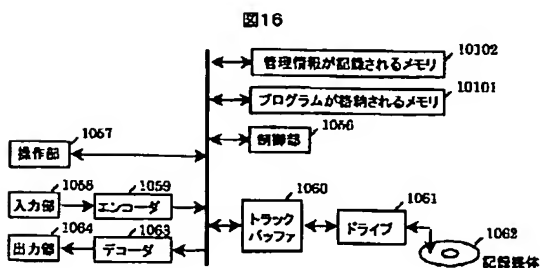 図16
10102
管理情報が記録されるメモリ
10101
プログラムが格納されるメモリ
1057
操作部
1056
制御部
1058
入力部
1059
エンコーダ
1060
トラック
バッファ
1061
ドライブ
1062
記録媒体
1064
出力部
1063
デコーダ